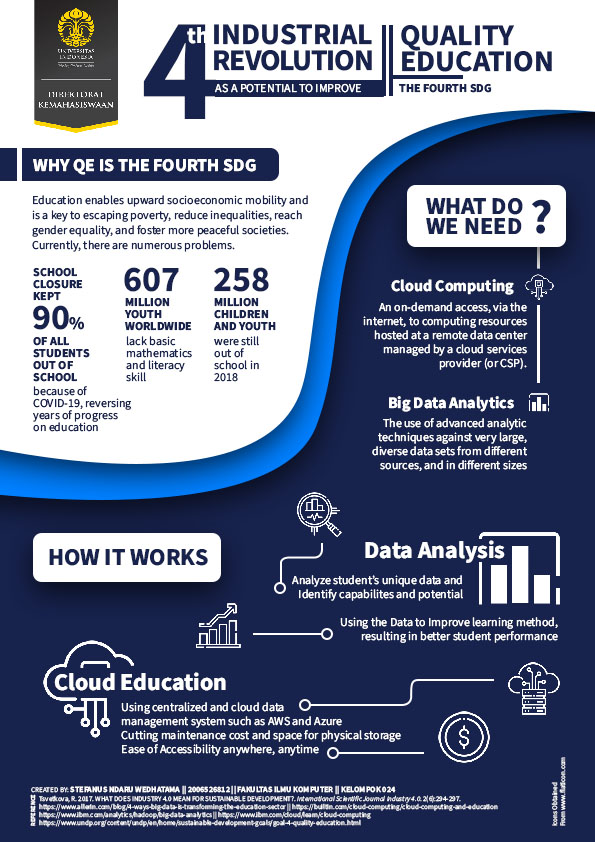 UNIVERSITAS
INDONESIA
DIREKTORAT
KEMAHASISWAAN
4th INDUSTRIAL
REVOLUTION
AS A POTENTIAL TO IMPROVE
QUALITY
EDUCATION
THE FOURTH SDG
WHY QE IS THE FOURTH SDG
Education enables upward socioeconomic mobility and
is a key to escaping poverty, reduce inequalities, reach
gender equality, and foster more peaceful societies.
Currently, there are numerous problems.
SCHOOL
CLOSURE
KEPT
90%
OF ALL
STUDENTS
OUT OF
SCHOOL
because of
COVID-19, reversing
years of progress
on education
607
MILLION
YOUTH
WORLDWIDE
lack basic
mathematics
and literacy
skill
258
MILLION
CHILDREN
AND YOUTH
were still
out of
school in
2018
WHAT DO
WE NEED ?
Cloud Computing
An on-demand access, via the
internet, to computing resources
hosted at a remote data center
managed by a cloud services
provider (or CSP).
Big Data Analytics
The use of advanced analytic
techniques against very large,
diverse data sets from different
sources, and in different sizes
HOW IT WORKS
Data Analysis
Analyze student's unique data and
Identify capabilites and potential
Using the Data to Improve learning method,
resulting in better student performance
Cloud Education
Using centralized and cloud data
management system such as AWS and Azure
Cutting maintenance cost and space for physical storage
Ease of Accessibility anywhere, anytime
$
CREATED BY: STEFANUS NDARU WEDHATAMA || 2006526812 || FAKULTAS ILMU KOMPUTER || KELOMPOK 024
REFERENCE
Tsvetkova, R. 2017. WHAT DOES INDUSTRY 4.0 MEAN FOR SUSTAINABLE DEVELOPMENT?. International Scientific Journal Industry 4.0. 2(6):294-297.
https://www.allerin.com/blog/4-ways-big-data-is-transforming-the-education-sector || https://builtin.com/cloud-computing/cloud-computing-and-education
https://www.ibm.com/analytics/hadoop/big-data-analytics || https://www.ibm.com/cloud/learn/cloud-computing
https://www.undp.org/content/undp/en/home/sustainable-development-goals/goal-4-quality-education.html
Icons Obtained
From www.flaticon.com